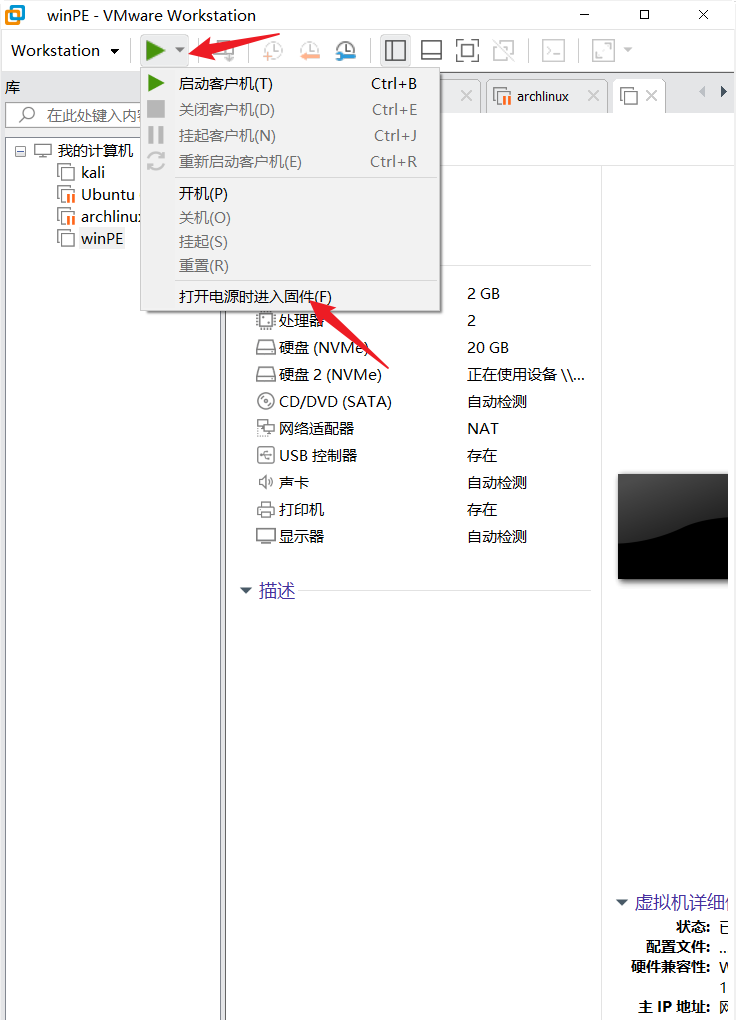 winPE - VMware Workstation
Workstation
库
在此处键入内容
我的计算机
kali
Ubuntu
archlinux
winPE
启动客户机(T) Ctrl+B
关闭客户机(D) Ctrl+E
挂起客户机(N) Ctrl+J
重新启动客户机(E) Ctrl+R
开机(P)
关机(O)
挂起(S)
重置(R)
打开电源时进入固件(F)
archlinux
2 GB
处理器 2
硬盘 (NVMe) 20 GB
硬盘 2 (NVMe) 正在使用设备 \\...
CD/DVD (SATA) 自动检测
网络适配器 NAT
USB 控制器 存在
声卡 自动检测
打印机 存在
显示器 自动检测
描述
虚拟机详细
状态:
配置文件: ..
硬件兼容性: W
1
主 IP 地址: 网